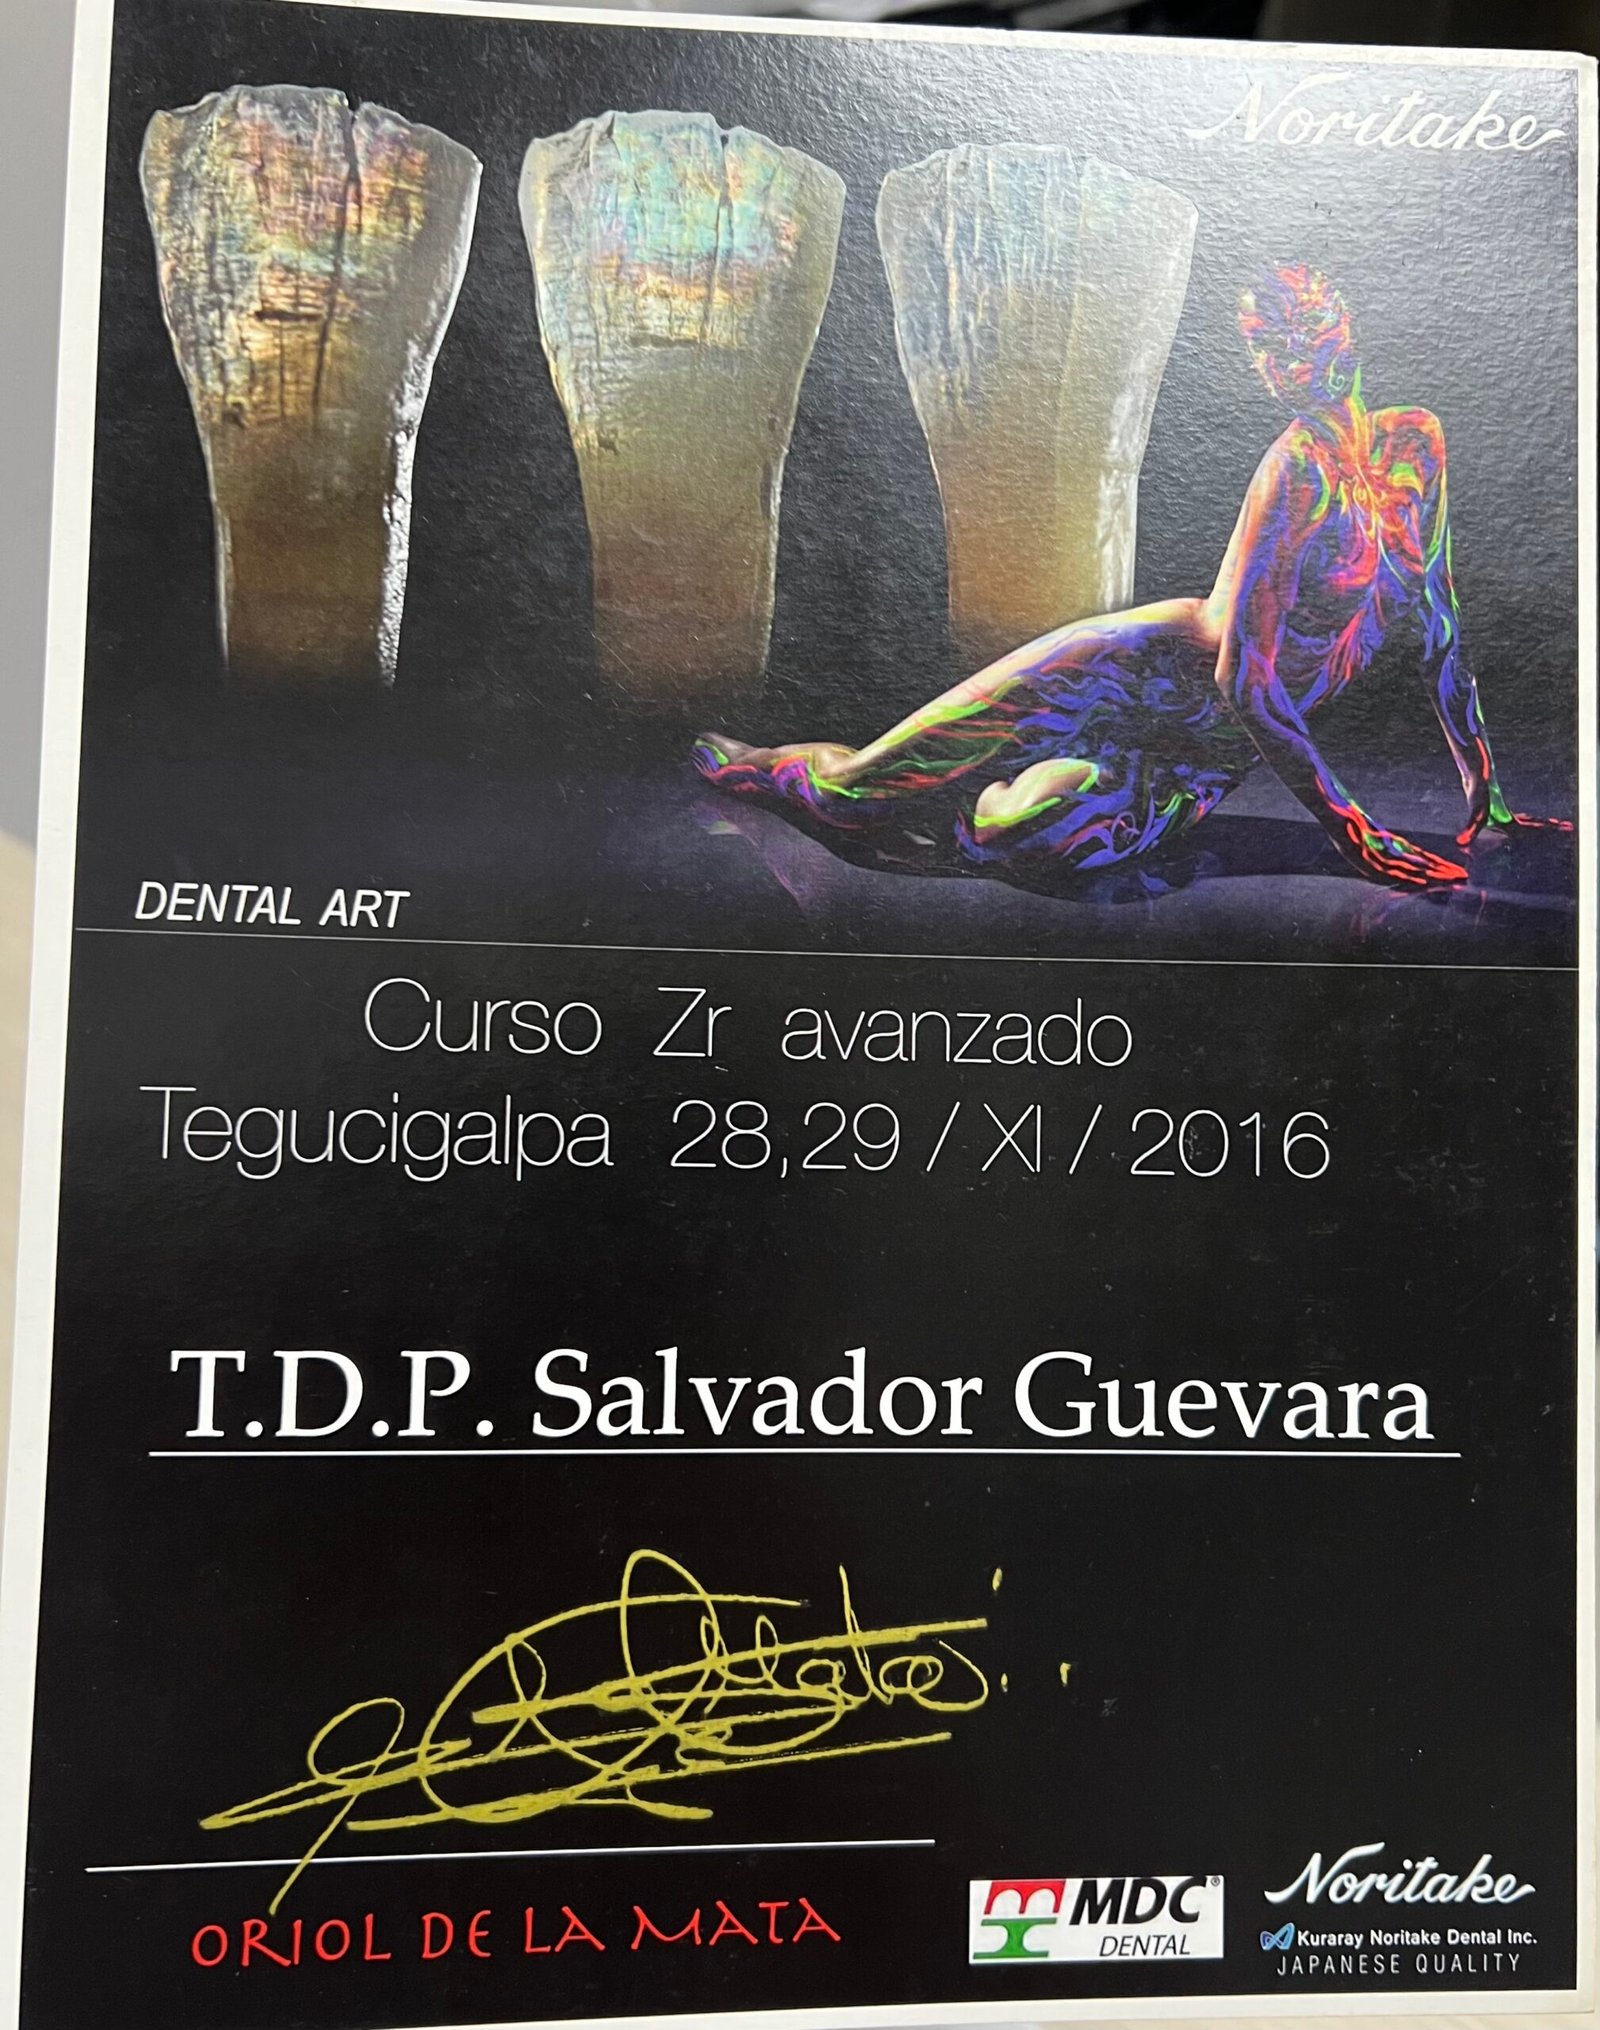 Noritake
DENTAL ART
Curso Zr avanzado
Tegucigalpa 28,29 / XI / 2016
T.D.P. Salvador Guevara
ORIOL DE LA MATA
MDC®
DENTAL
Noritake
Kuraray Noritake Dental Inc.
JAPANESE QUALITY